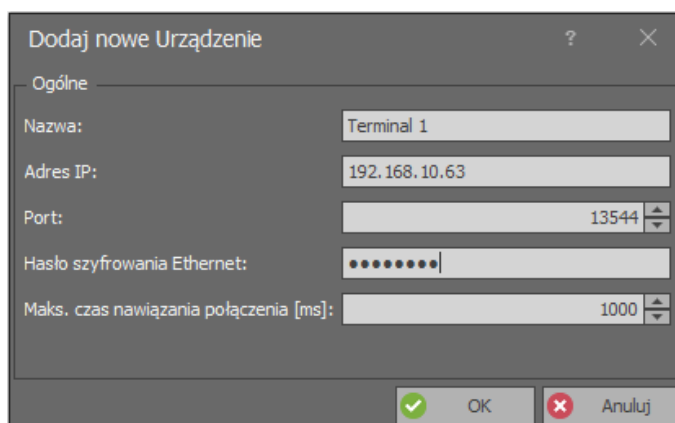 Dodaj nowe Urządzenie ?
Ogólne
Nazwa: Terminal 1
Adres IP: 192.168.10.63
Port: 13544
Hasło szyfrowania Ethernet: ●●●●●●●●
Maks. czas nawiązania połączenia [ms]: 1000
OK Anuluj